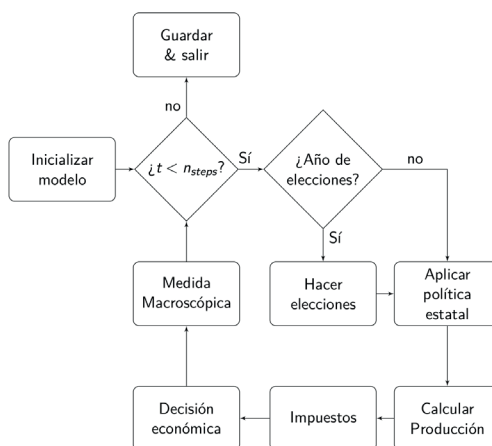 Guardar
& salir
no
Inicializar
modelo
¿t < nsteps?
Sí
¿Año de
elecciones?
no
Sí
Medida
Macroscópica
Hacer
elecciones
Aplicar
política
estatal
Decisión
económica
Impuestos
Calcular
Producción